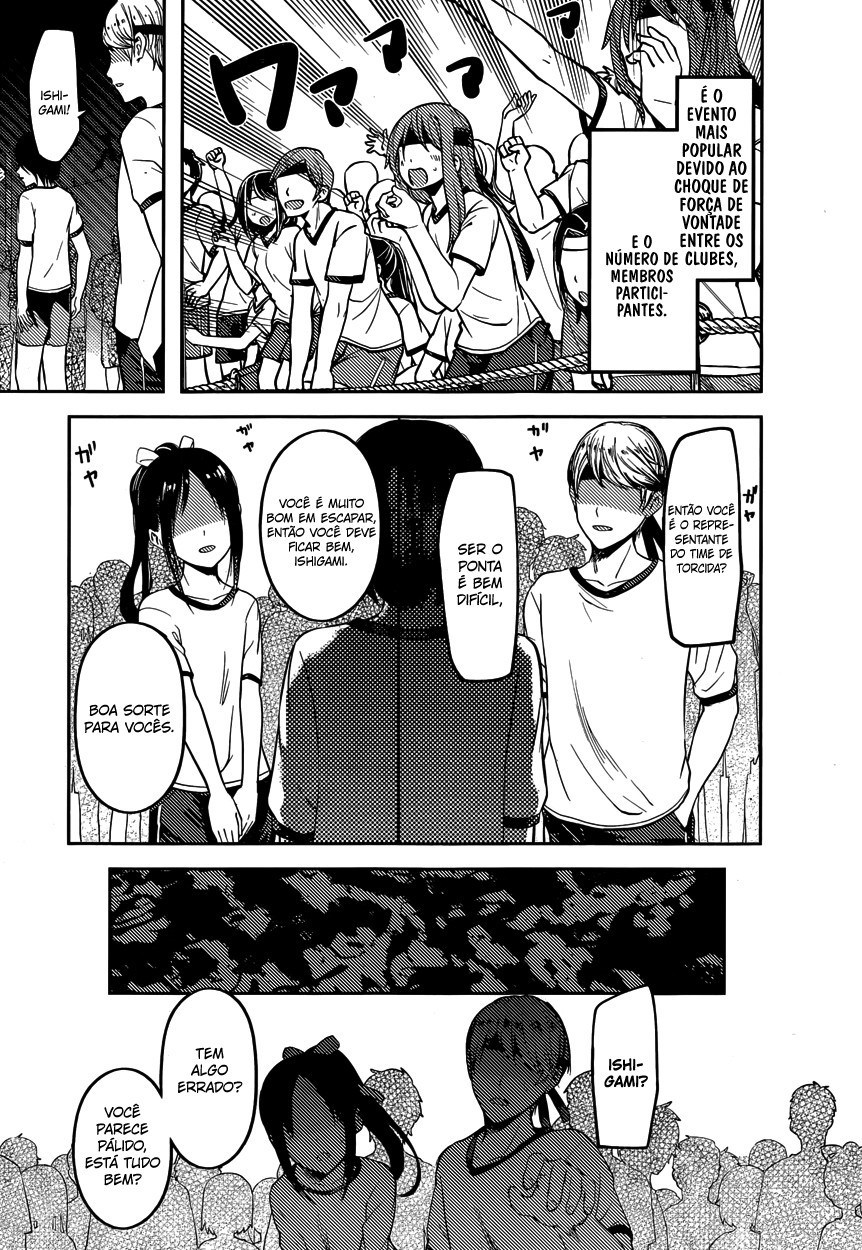 É O
EVENTO
MAIS
POPULAR
DEVIDO AO
CHOQUE DE
FORÇA DE
VONTADE
ENTRE OS
CLUBES,
E O
NÚMERO DE
MEMBROS
PARTICI-
PANTES.
ワァァァァ
ISHI-
GAMI!
ENTÃO VOCÊ
É O REPRE-
SENTANTE
DO TIME DE
TORCIDA?
ガヤ
ガヤ
SER O
PONTA
É BEM
DIFÍCIL,
VOCÊ É MUITO
BOM EM ESCAPAR,
ENTÃO VOCÊ DEVE
FICAR BEM,
ISHIGAMI.
ガヤ
ガヤ
BOA SORTE
PARA VOCÊS.
ISHI-
GAMI?
TEM
ALGO
ERRADO?
VOCÊ
PARECE
PÁLIDO,
ESTÁ TUDO
BEM?